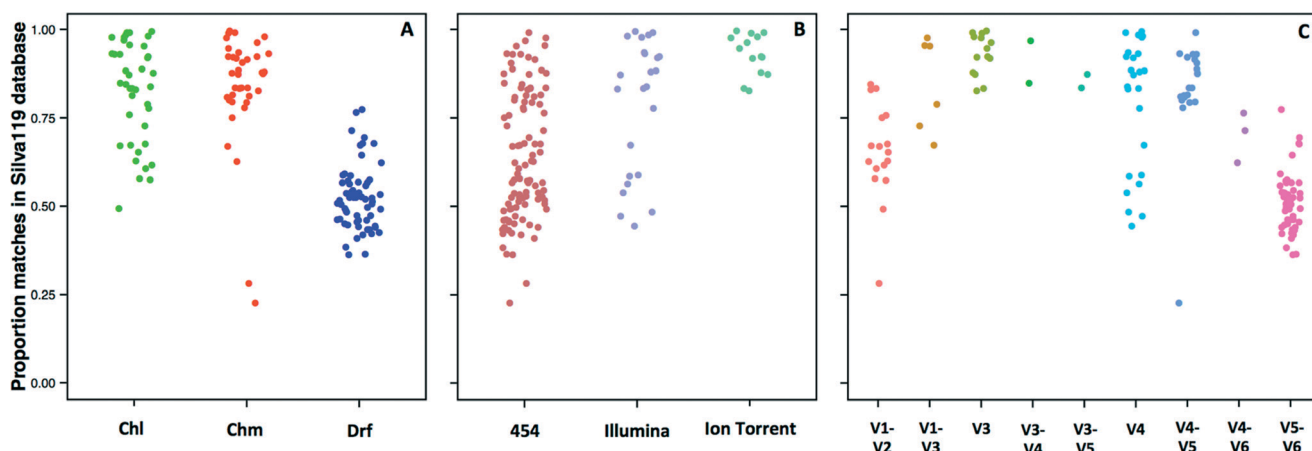 Proportion matches in Silva119 database
1.00
0.75
0.50
0.25
0.00
A
Chl Chm Drf
B
454 Illumina Ion Torrent
C
V1-V2
V1-V3
V3
V3-V4
V3-V5
V4
V4-V5
V4-V6
V5-V6